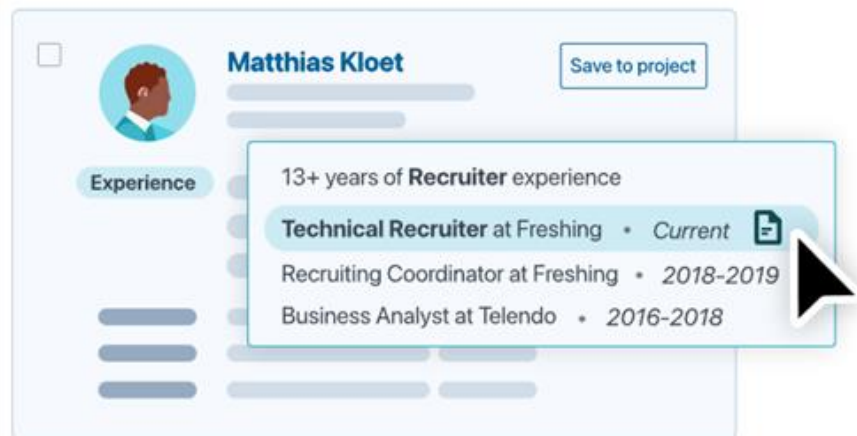 Matthias Kloet
Save to project
Experience
13+ years of Recruiter experience
Technical Recruiter at Freshing • Current
Recruiting Coordinator at Freshing • 2018-2019
Business Analyst at Telendo • 2016-2018